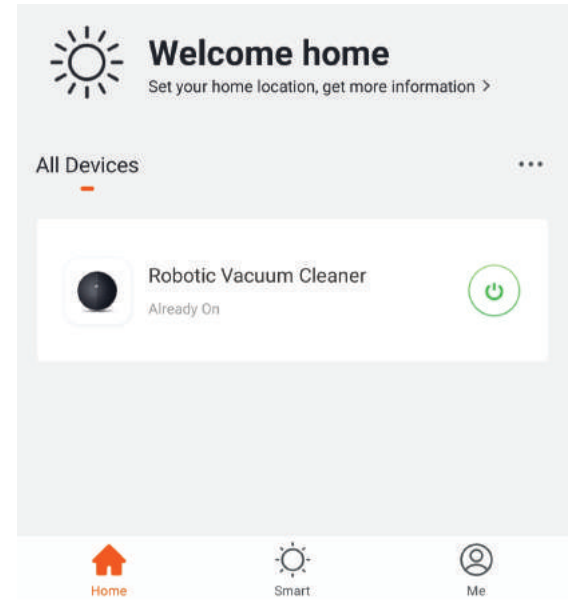 Welcome home
Set your home location, get more information >
All Devices
Robotic Vacuum Cleaner
Already On
Home
Smart
Me